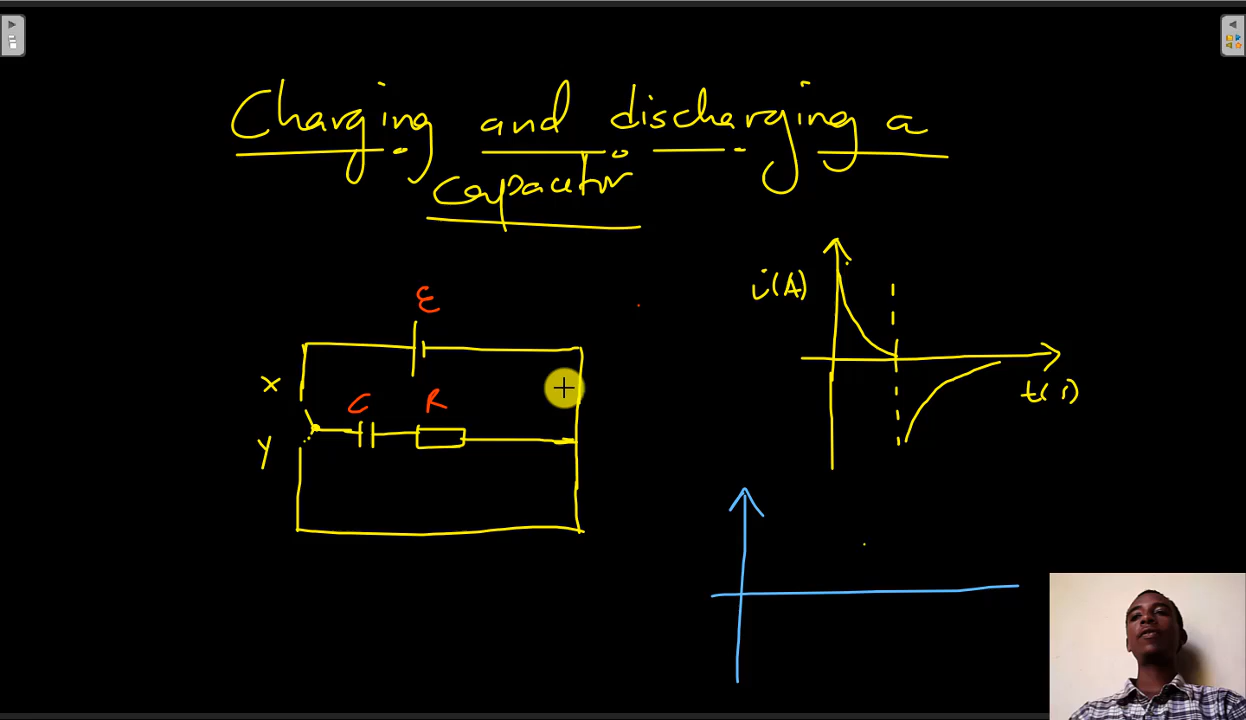 Charging and discharging a
capacitor
ε
i(A)
x
C R
t(s)
y